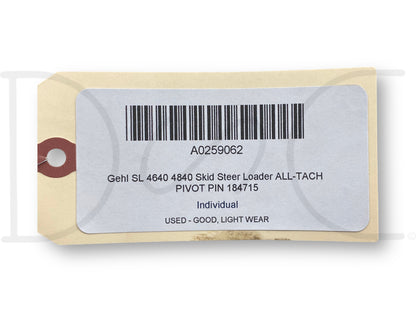 A0259062
Gehl SL 4640 4840 Skid Steer Loader ALL-TACH
PIVOT PIN 184715
Individual
USED - GOOD, LIGHT WEAR